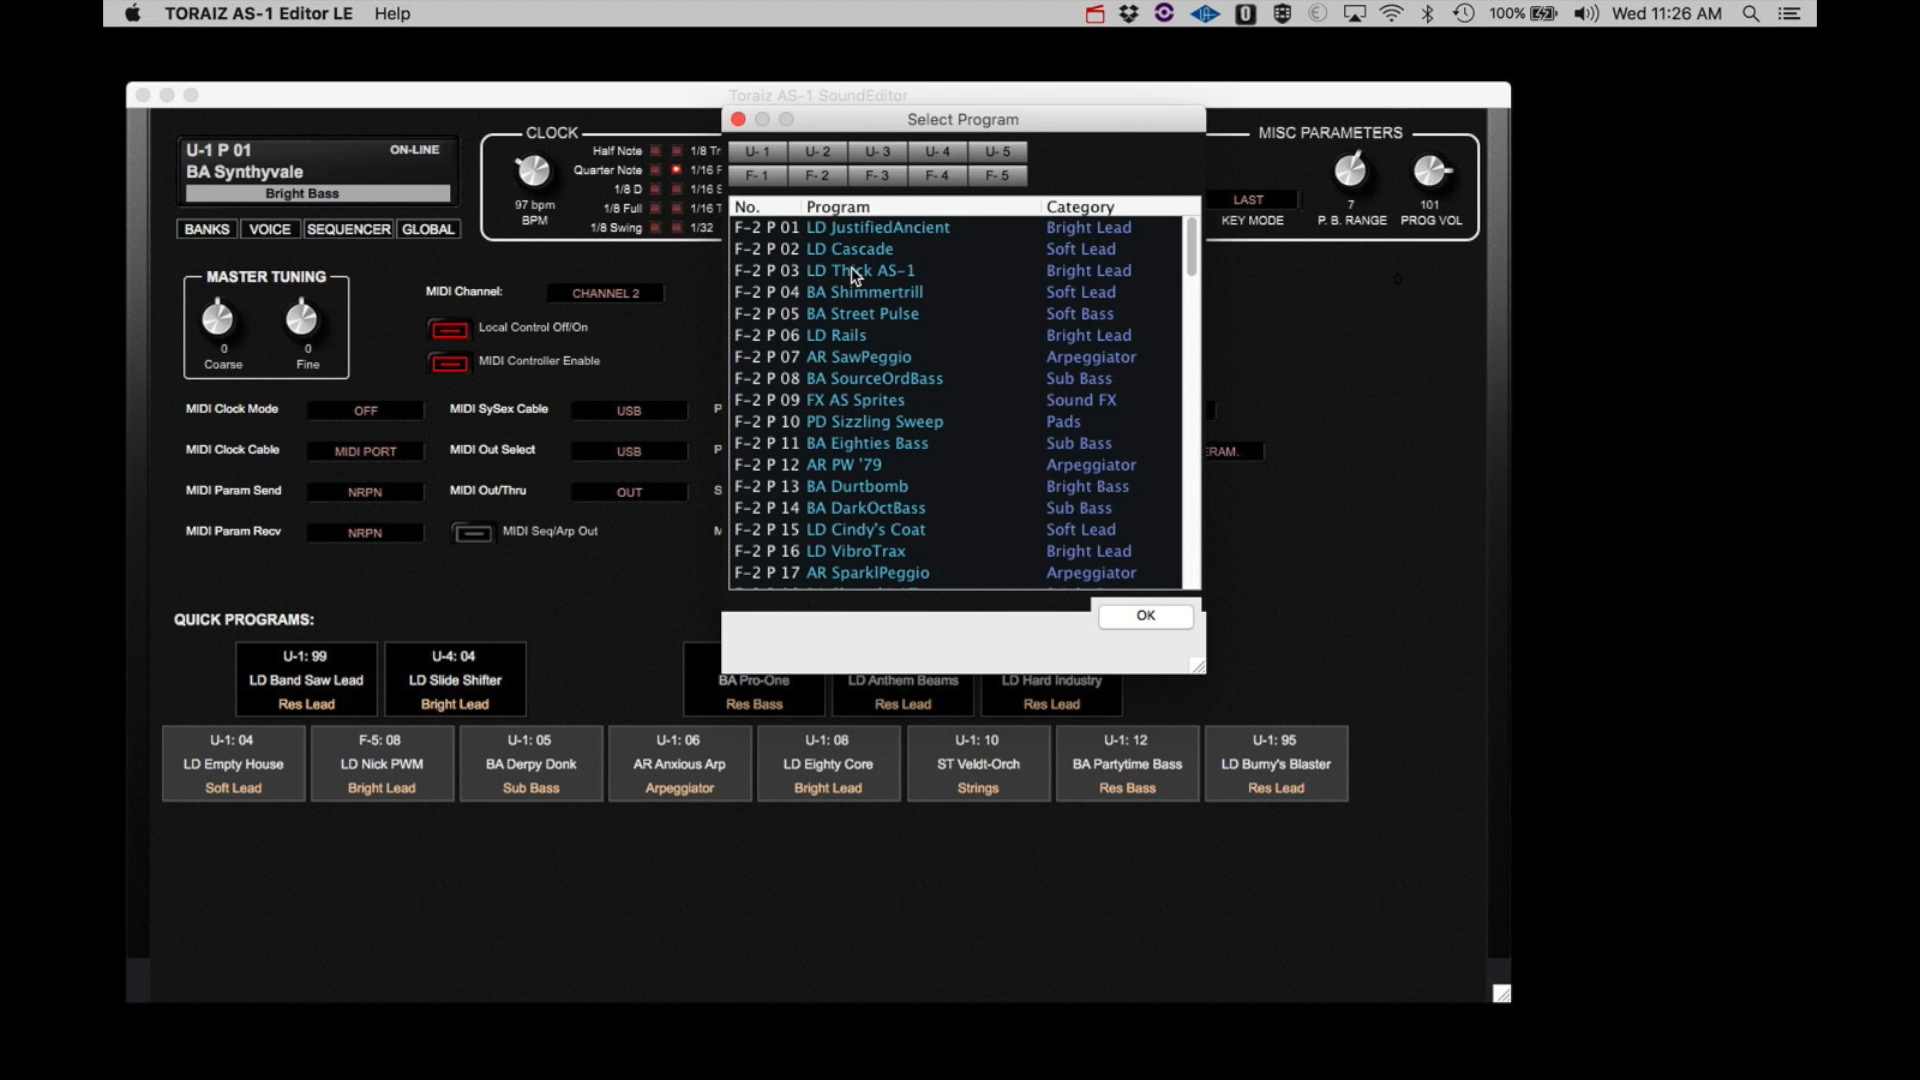 TORAIZ AS-1 Editor LE Help
100% Wed 11:26 AM
Toraiz AS-1 SoundEditor
Select Program
U-1 P 01 ON-LINE
BA Synthyvale
Bright Bass
BANKS VOICE SEQUENCER GLOBAL
CLOCK
97 bpm
BPM
Half Note
Quarter Note
1/8 D
1/8 Full
1/8 Swing
1/8 Tr
1/16 F
1/16 S
1/16 T
1/32
MISC PARAMETERS
LAST
KEY MODE
7
P. B. RANGE
101
PROG VOL
U- 1 U- 2 U- 3 U- 4 U- 5
F- 1 F- 2 F- 3 F- 4 F- 5
No. Program Category
F-2 P 01 LD JustifiedAncient Bright Lead
F-2 P 02 LD Cascade Soft Lead
F-2 P 03 LD Thick AS-1 Bright Lead
F-2 P 04 BA Shimmertrill Soft Lead
F-2 P 05 BA Street Pulse Soft Bass
F-2 P 06 LD Rails Bright Lead
F-2 P 07 AR SawPeggio Arpeggiator
F-2 P 08 BA SourceOrdBass Sub Bass
F-2 P 09 FX AS Sprites Sound FX
F-2 P 10 PD Sizzling Sweep Pads
F-2 P 11 BA Eighties Bass Sub Bass
F-2 P 12 AR PW '79 Arpeggiator
F-2 P 13 BA Durtbomb Bright Bass
F-2 P 14 BA DarkOctBass Sub Bass
F-2 P 15 LD Cindy's Coat Soft Lead
F-2 P 16 LD VibroTrax Bright Lead
F-2 P 17 AR SparklPeggio Arpeggiator
OK
MASTER TUNING
0 0
Coarse Fine
MIDI Channel: CHANNEL 2
Local Control Off/On
MIDI Controller Enable
MIDI Clock Mode OFF MIDI SySex Cable USB P
MIDI Clock Cable MIDI PORT MIDI Out Select USB P ERAM.
MIDI Param Send NRPN MIDI Out/Thru OUT S
MIDI Param Recv NRPN MIDI Seq/Arp Out M
QUICK PROGRAMS:
U-1: 99 U-4: 04
LD Band Saw Lead LD Slide Shifter BA Pro-One LD Anthem Beams LD Hard Industry
Res Lead Bright Lead Res Bass Res Lead Res Lead
U-1: 04 F-5: 08 U-1: 05 U-1: 06 U-1: 08 U-1: 10 U-1: 12 U-1: 95
LD Empty House LD Nick PWM BA Derpy Donk AR Anxious Arp LD Eighty Core ST Veldt-Orch BA Partytime Bass LD Burny's Blaster
Soft Lead Bright Lead Sub Bass Arpeggiator Bright Lead Strings Res Bass Res Lead